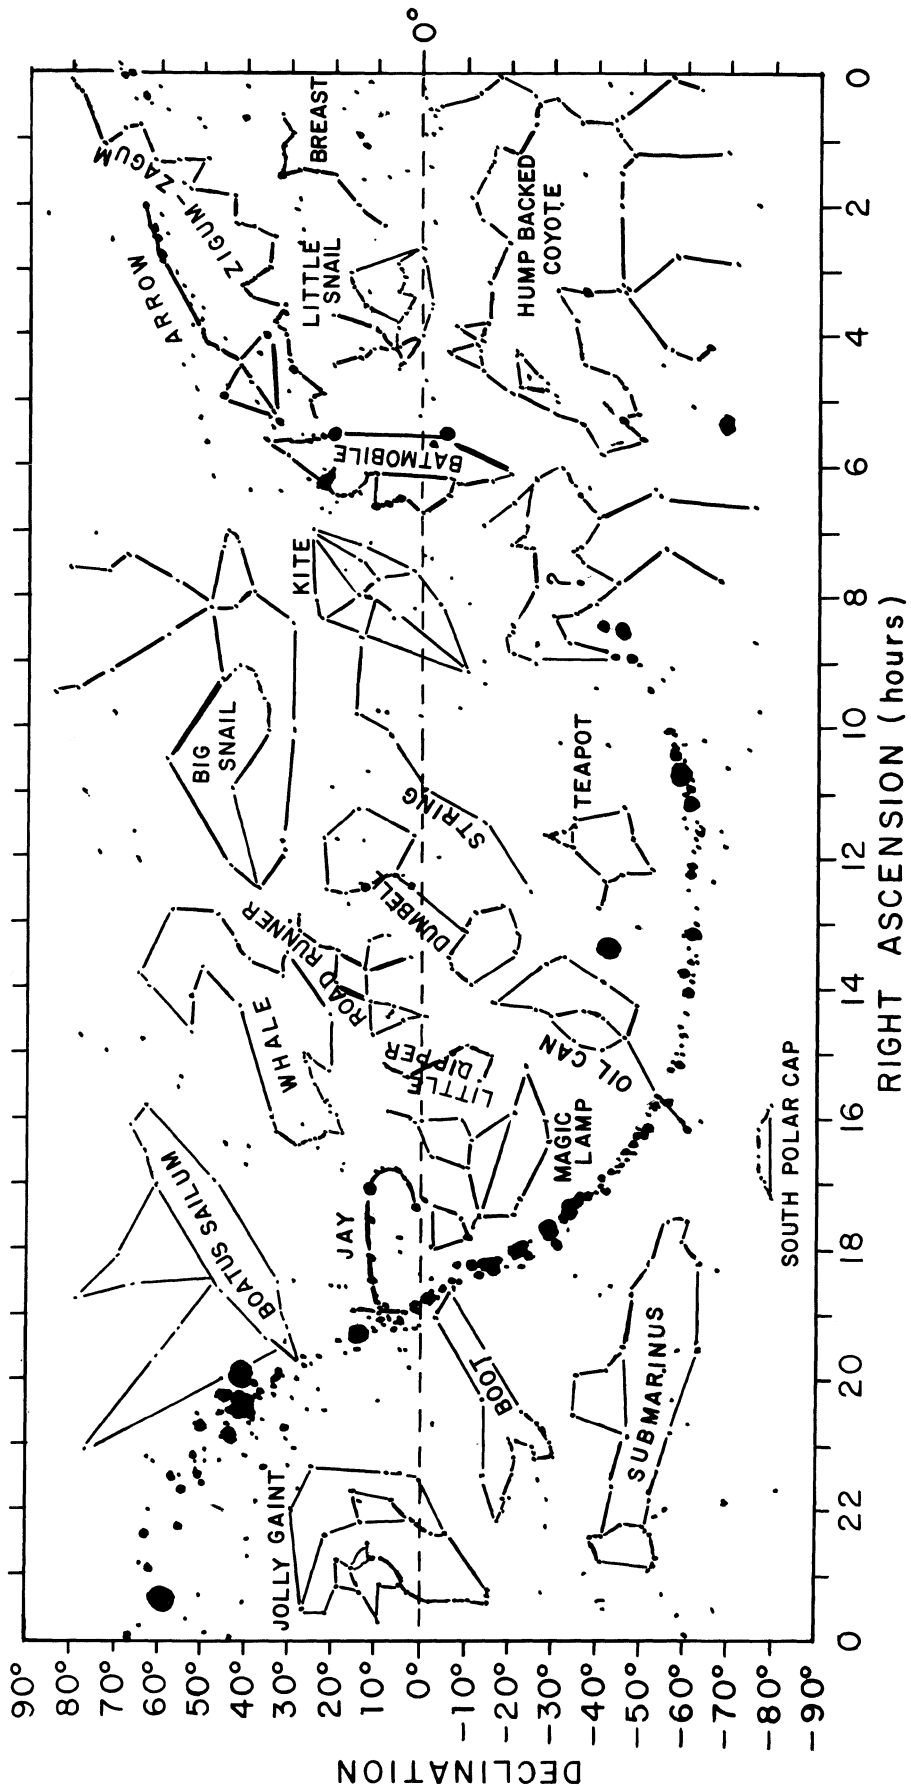 0°
ZIGUM-ZAGUM
ARROW
BREAST
LITTLE
SNAIL
HUMP BACKED
COYOTE
BATMOBILE
KITE
?
BIG
SNAIL
STRING
TEAPOT
DUMBEL
ROAD RUNNER
WHALE
LITTLE
DIPPER
OIL CAN
MAGIC
LAMP
SOUTH POLAR CAP
BOATUS SAILUM
JAY
BOOT
SUBMARINUS
JOLLY GAINT
0
2
4
6
8
10
12
14
16
18
20
22
0
RIGHT ASCENSION (hours)
90°
80°
70°
60°
50°
40°
30°
20°
10°
0°
-10°
-20°
-30°
-40°
-50°
-60°
-70°
-80°
-90°
DECLINATION